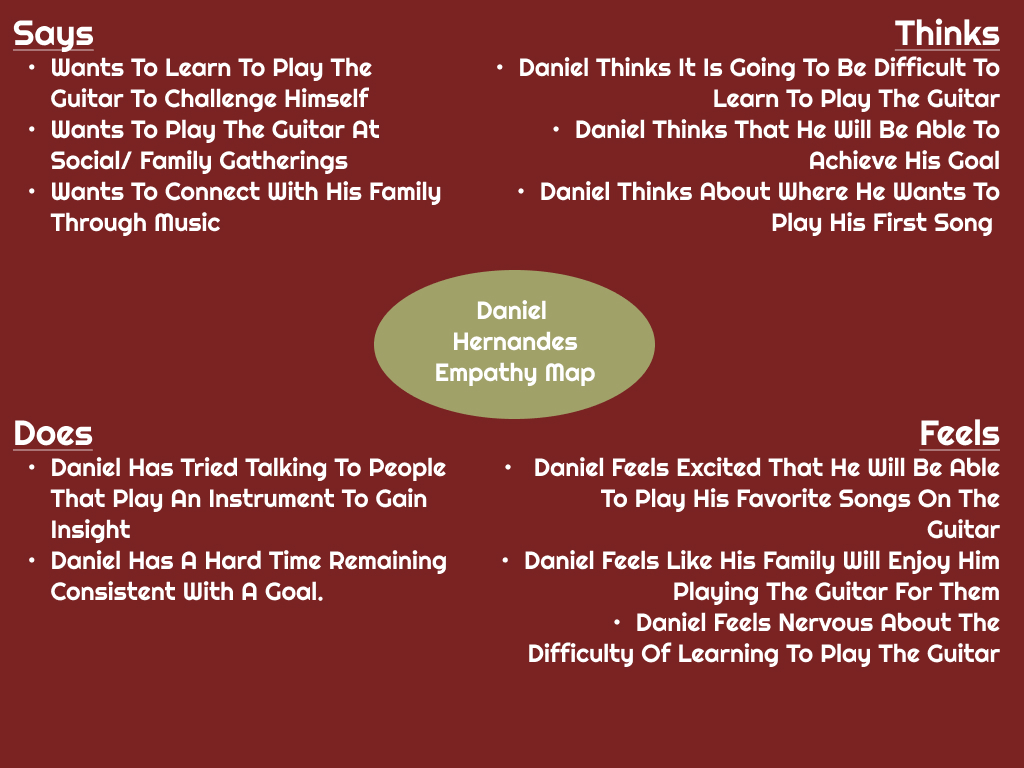 Says
• Wants To Learn To Play The
Guitar To Challenge Himself
• Wants To Play The Guitar At
Social/ Family Gatherings
• Wants To Connect With His Family
Through Music
Thinks
• Daniel Thinks It Is Going To Be Difficult To
Learn To Play The Guitar
• Daniel Thinks That He Will Be Able To
Achieve His Goal
• Daniel Thinks About Where He Wants To
Play His First Song
Daniel
Hernandes
Empathy Map
Does
• Daniel Has Tried Talking To People
That Play An Instrument To Gain
Insight
• Daniel Has A Hard Time Remaining
Consistent With A Goal.
Feels
• Daniel Feels Excited That He Will Be Able
To Play His Favorite Songs On The
Guitar
• Daniel Feels Like His Family Will Enjoy Him
Playing The Guitar For Them
• Daniel Feels Nervous About The
Difficulty Of Learning To Play The Guitar